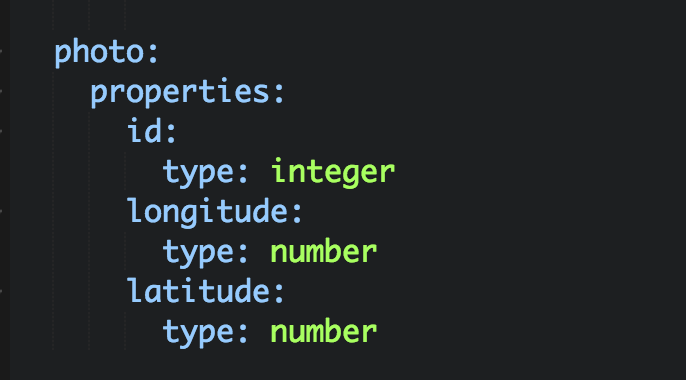 photo:
properties:
id:
type: integer
longitude:
type: number
latitude:
type: number